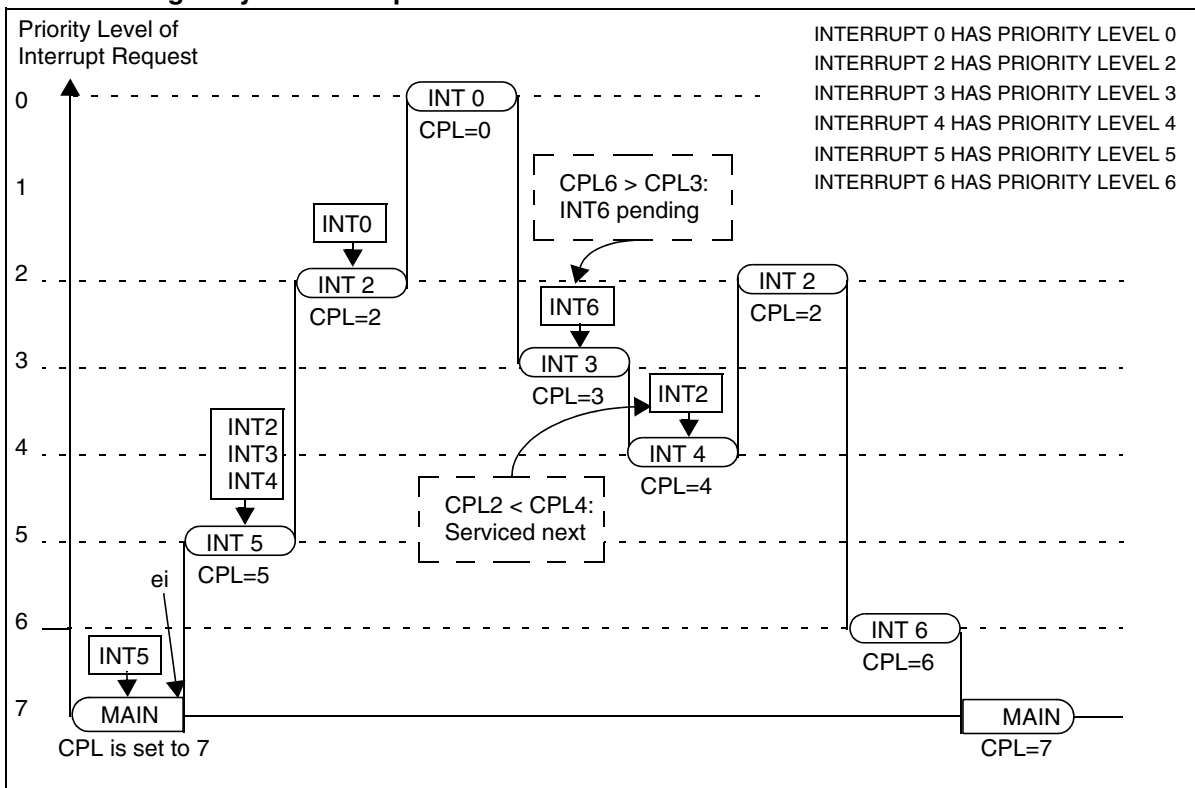 Priority Level of
Interrupt Request
INTERRUPT 0 HAS PRIORITY LEVEL 0
INTERRUPT 2 HAS PRIORITY LEVEL 2
INTERRUPT 3 HAS PRIORITY LEVEL 3
INTERRUPT 4 HAS PRIORITY LEVEL 4
INTERRUPT 5 HAS PRIORITY LEVEL 5
INTERRUPT 6 HAS PRIORITY LEVEL 6
0
INT 0
CPL=0
1
CPL6 > CPL3:
INT6 pending
INT0
2
INT 2
CPL=2
INT 2
CPL=2
INT6
3
INT 3
CPL=3
INT2
INT2
INT3
INT4
4
INT 4
CPL=4
CPL2 < CPL4:
Serviced next
5
INT 5
CPL=5
ei
6
INT 6
CPL=6
INT5
7
MAIN
CPL is set to 7
MAIN
CPL=7